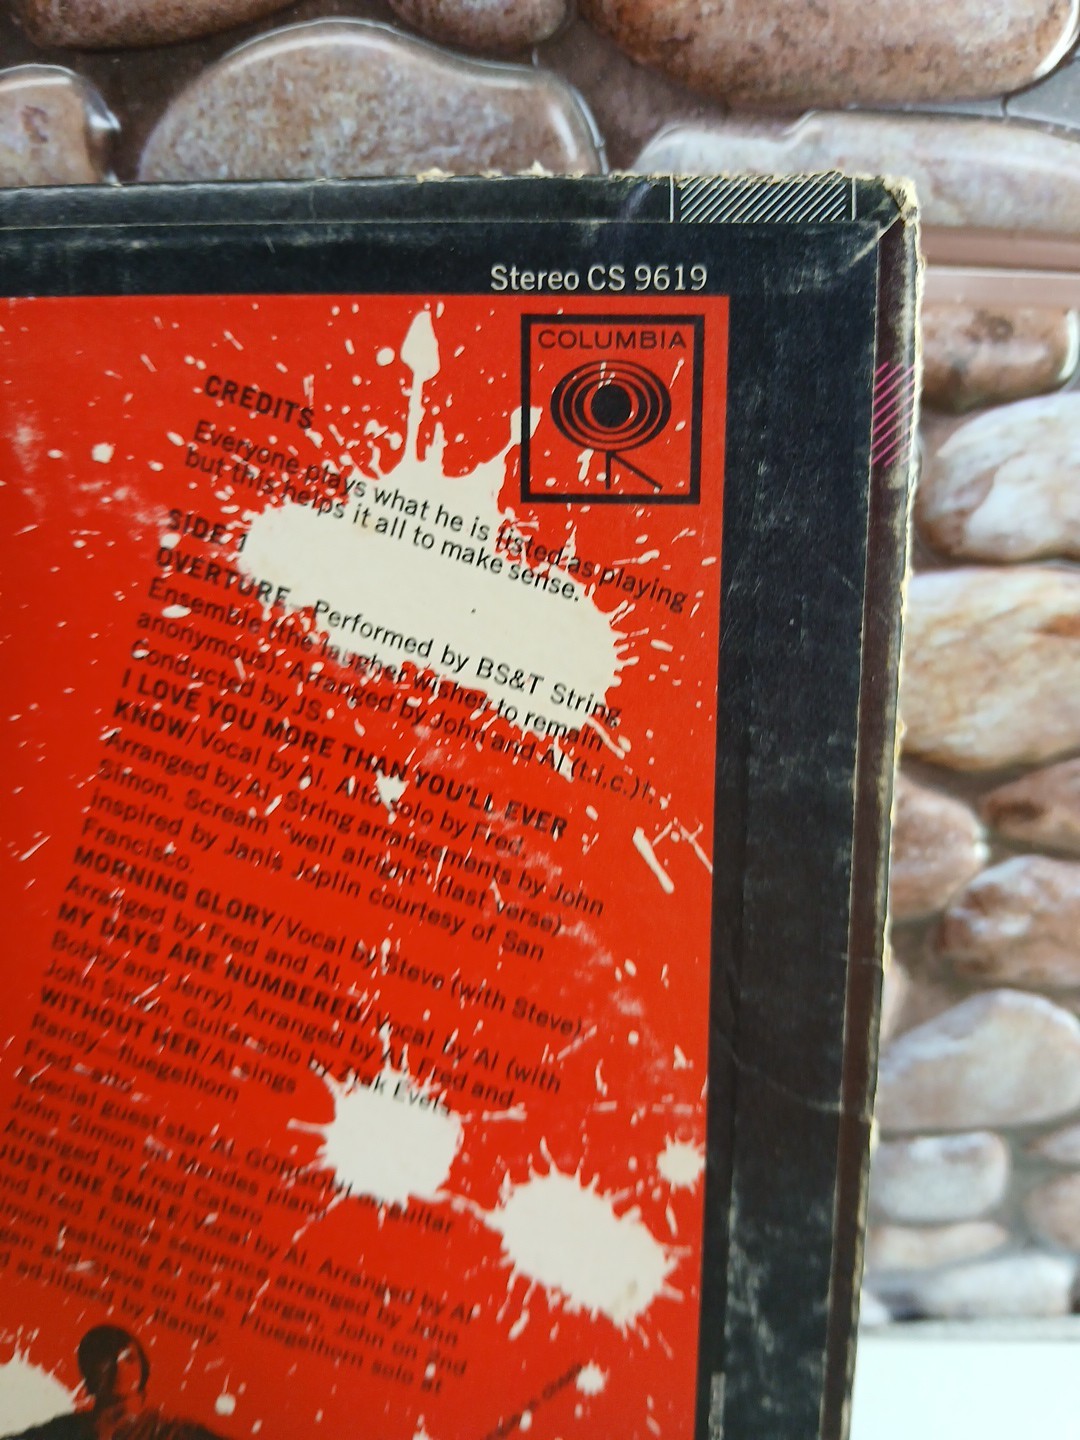 Stereo CS 9619
COLUMBIA
CREDITS
Everyone plays what he is listed as playing
but this helps it all to make sense.
SIDE 1
OVERTURE—Performed by BS&T String
Ensemble (the laugher wishes to remain
anonymous). Arranged by John and Al (t.l.c.)
Conducted by JS.
I LOVE YOU MORE THAN YOU'LL EVER
KNOW/Vocal by Al. Alto solo by Fred.
Arranged by Al. String arrangements by John
Simon. Scream "well alright" (last verse)
inspired by Janis Joplin courtesy of San
Francisco.
MORNING GLORY/Vocal by Steve (with Steve)
Arranged by Fred and Al.
MY DAYS ARE NUMBERED/Vocal by Al (with
Bobby and Jerry). Arranged by Al, Fred and
John Simon. Guitar solo by
WITHOUT HER/Al sings
Randy—fluegelhorn
Fred—alto
Special guest star AL GORGONI guitar
John Simon on Mendes piano
Arranged by Fred Catero
JUST ONE SMILE/Vocal by Al. Arranged by Al
and Fred. Fugue sequence arranged by John
featuring Al on 1st organ, John on 2nd
and Steve on lute. Fluegelhorn solo at
ad.libbed by Randy.